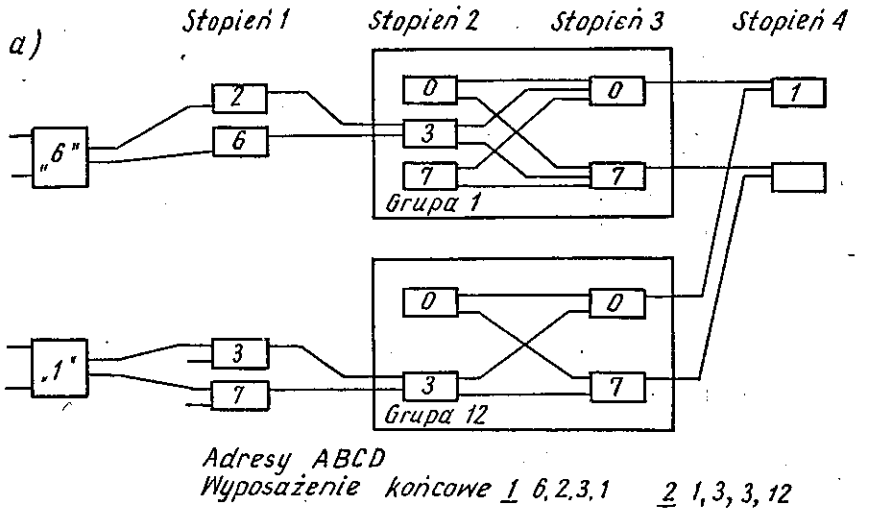 a)
Stopień 1 Stopień 2 Stopień 3 Stopień 4
2 0 0 1
„6" 6 3
7 7
Grupa 1
0 0
„1" 3
7 3 7
Grupa 12
Adresy ABCD
Wyposażenie końcowe 1 6,2,3,1 2 1,3,3,12